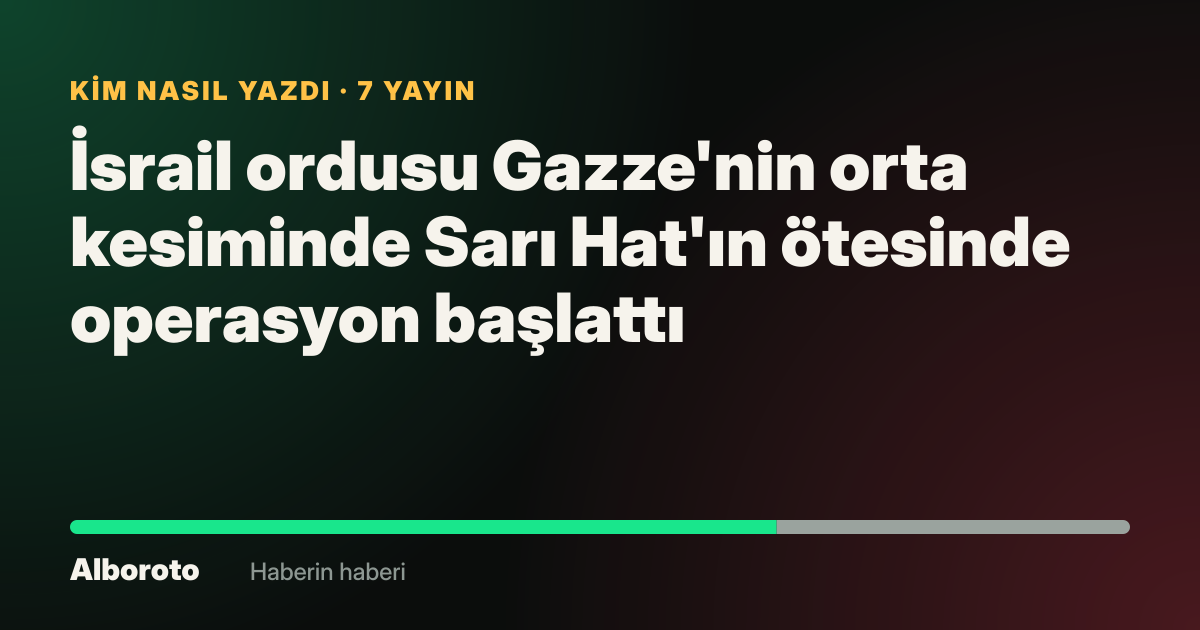 KİM NASIL YAZDI · 7 YAYIN
İsrail ordusu Gazze'nin orta
kesiminde Sarı Hat'ın ötesinde
operasyon başlattı
Alboroto
Haberin haberi